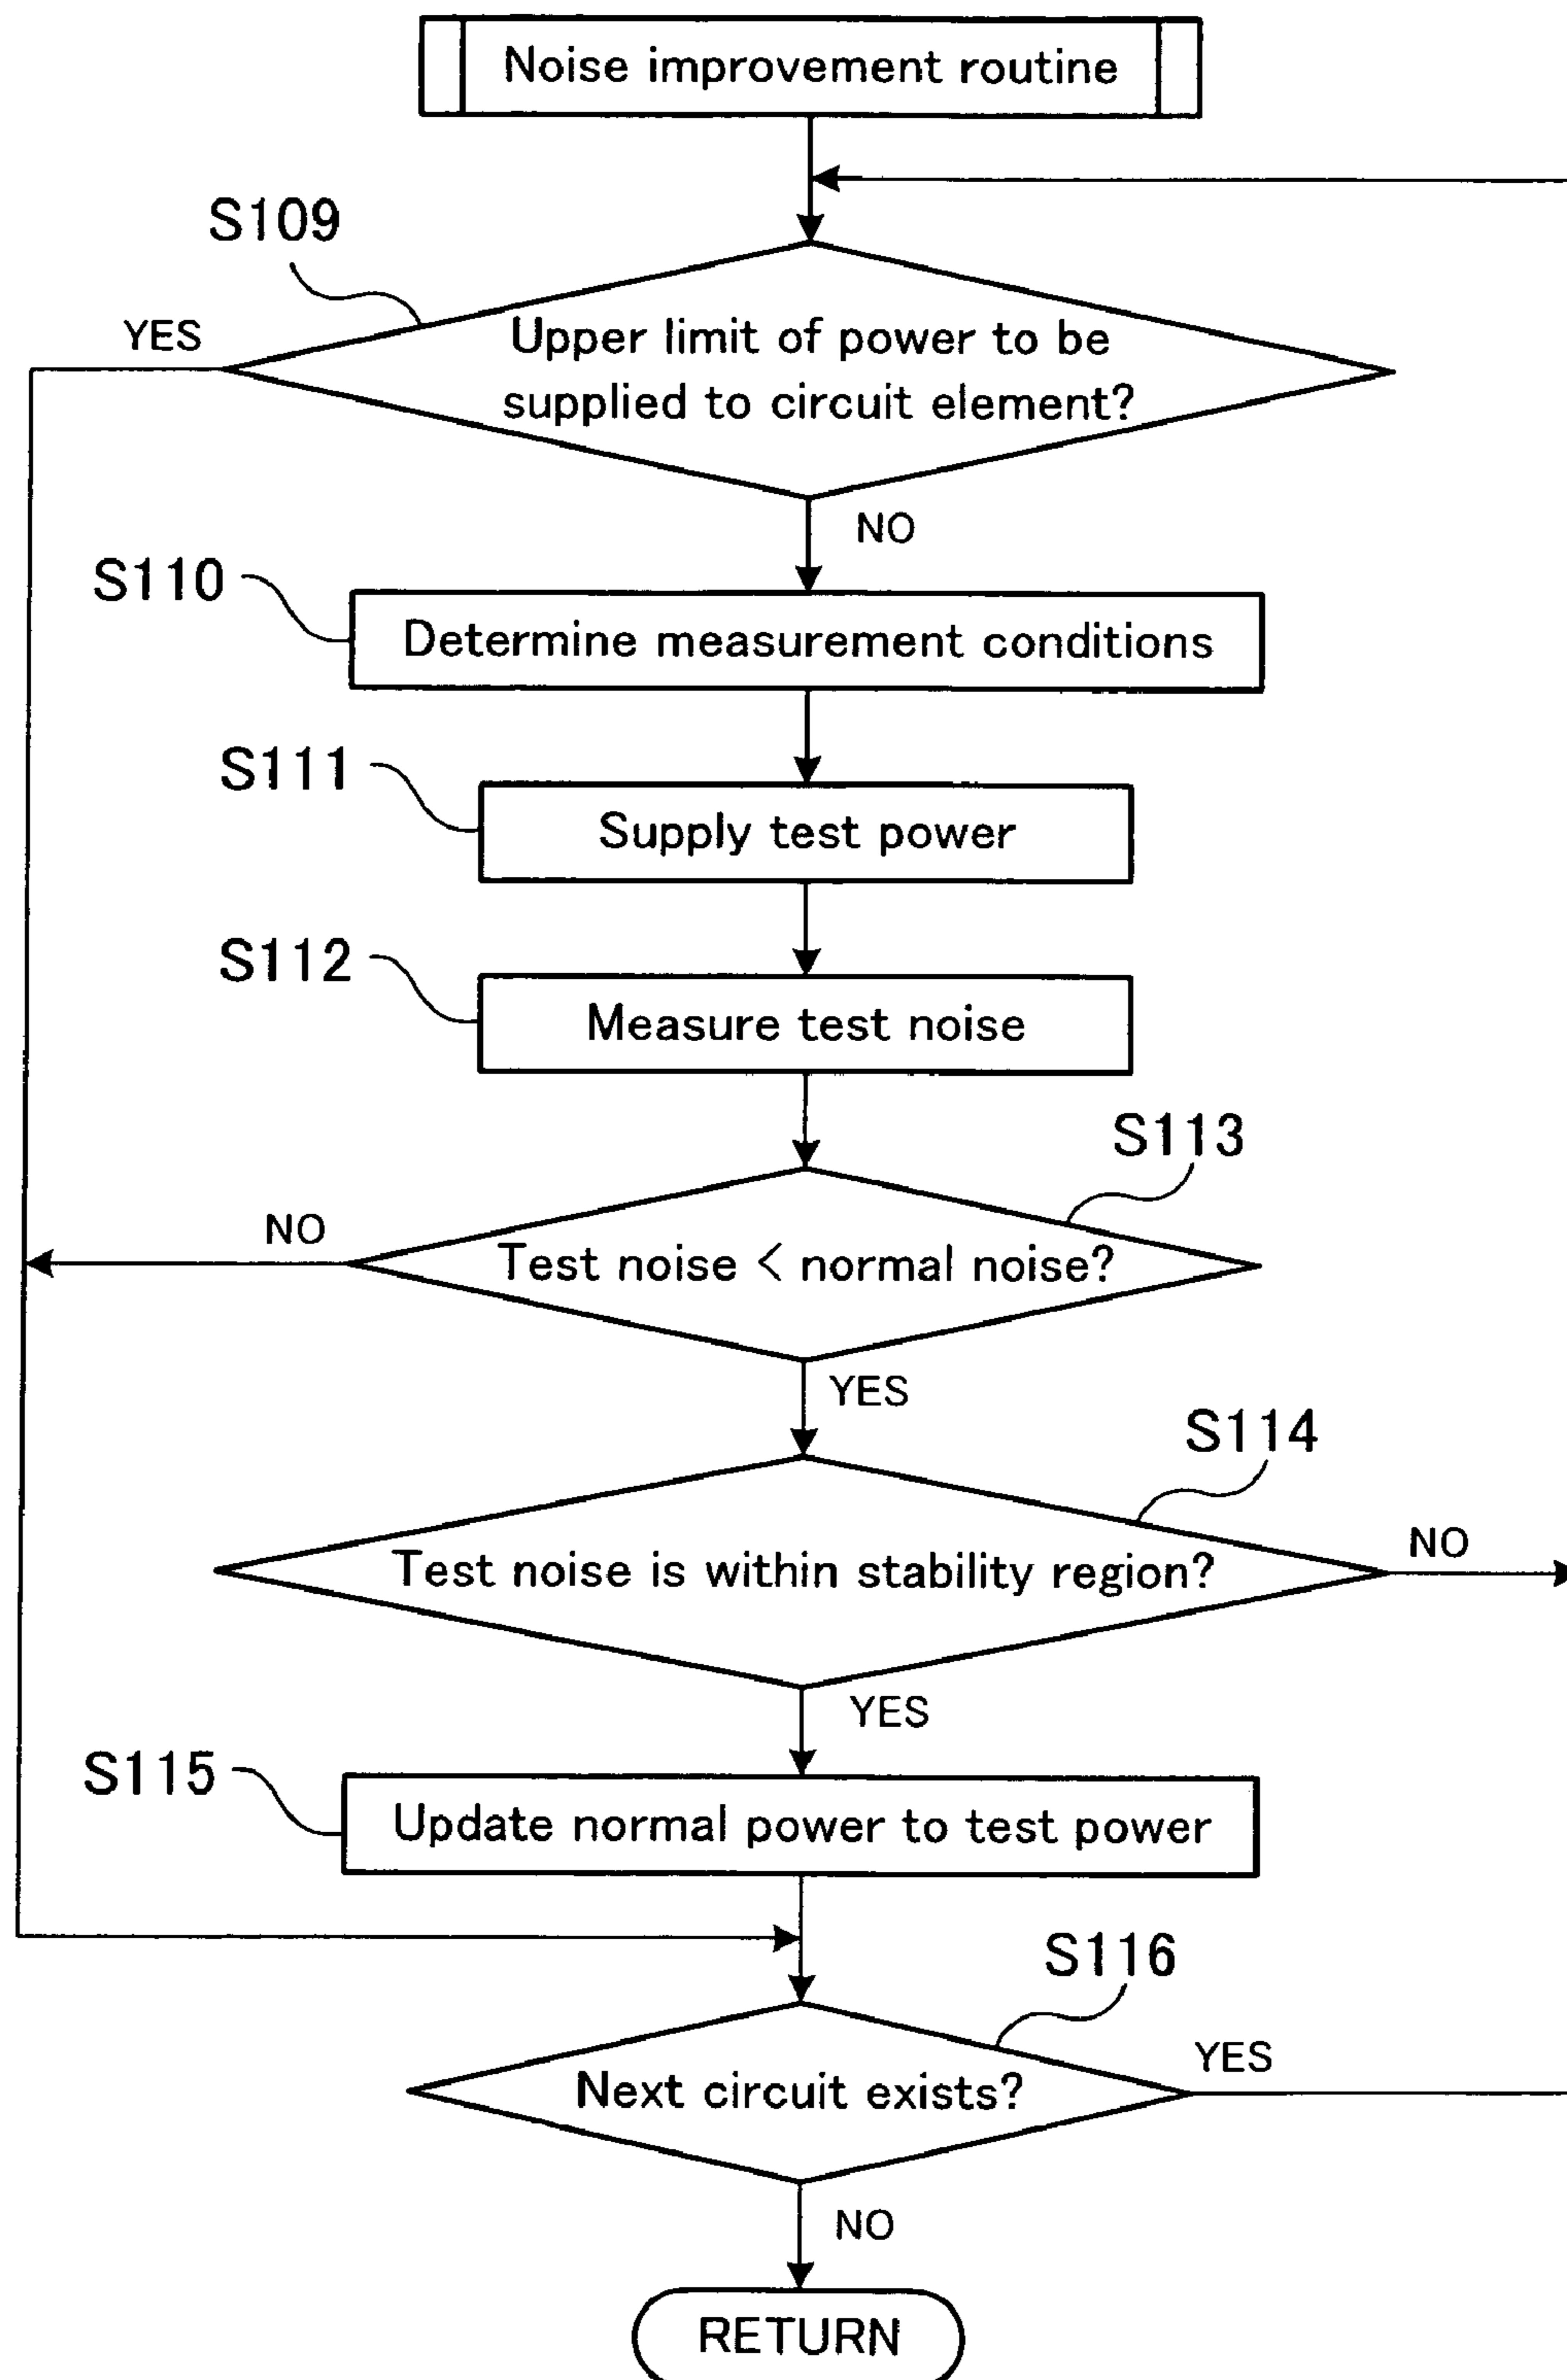 Noise improvement routine
S109
YES
Upper limit of power to be
supplied to circuit element?
NO
S110
Determine measurement conditions
S111
Supply test power
S112
Measure test noise
S113
NO
Test noise < normal noise?
YES
S114
Test noise is within stability region?
NO
YES
S115
Update normal power to test power
S116
Next circuit exists?
YES
NO
RETURN